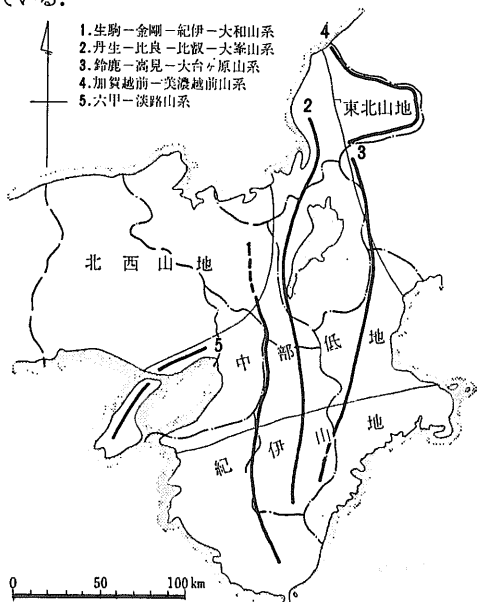 ている.
1.生駒－金剛－紀伊－大和山系
2.丹生－比良－比叡－大峯山系
3.鈴鹿－高見－大台ヶ原山系
4.加賀越前－美濃越前山系
5.六甲－淡路山系
4
2
東北山地
3
1
北西山地
5
中部低地
紀伊山地
0 50 100km